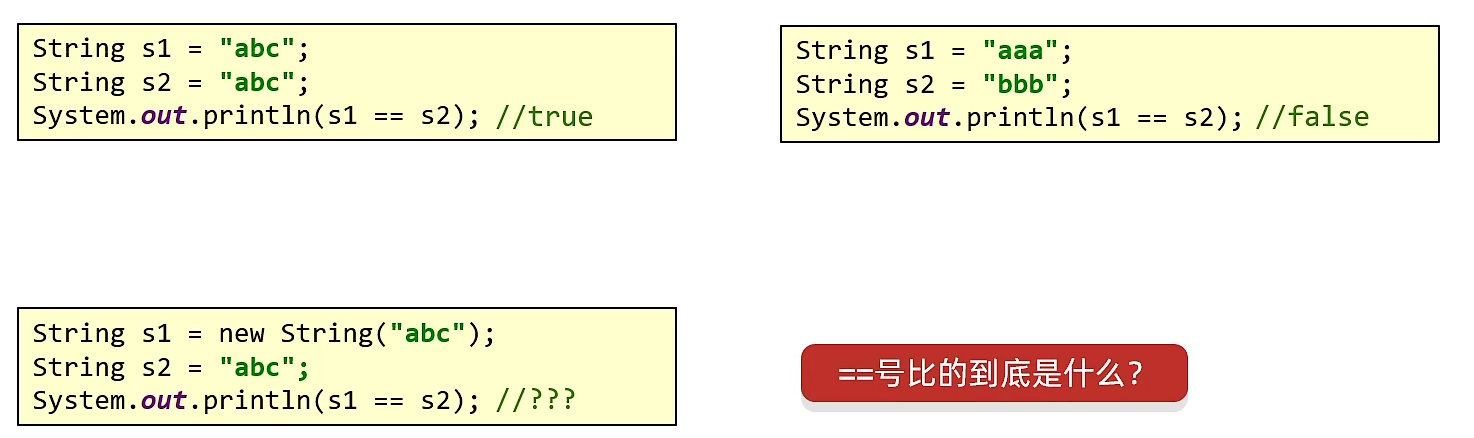 String s1 = "abc";
String s2 = "abc";
System.out.println(s1 == s2); //true
String s1 = "aaa";
String s2 = "bbb";
System.out.println(s1 == s2); //false
String s1 = new String("abc");
String s2 = "abc";
System.out.println(s1 == s2); //???
==号比的到底是什么?